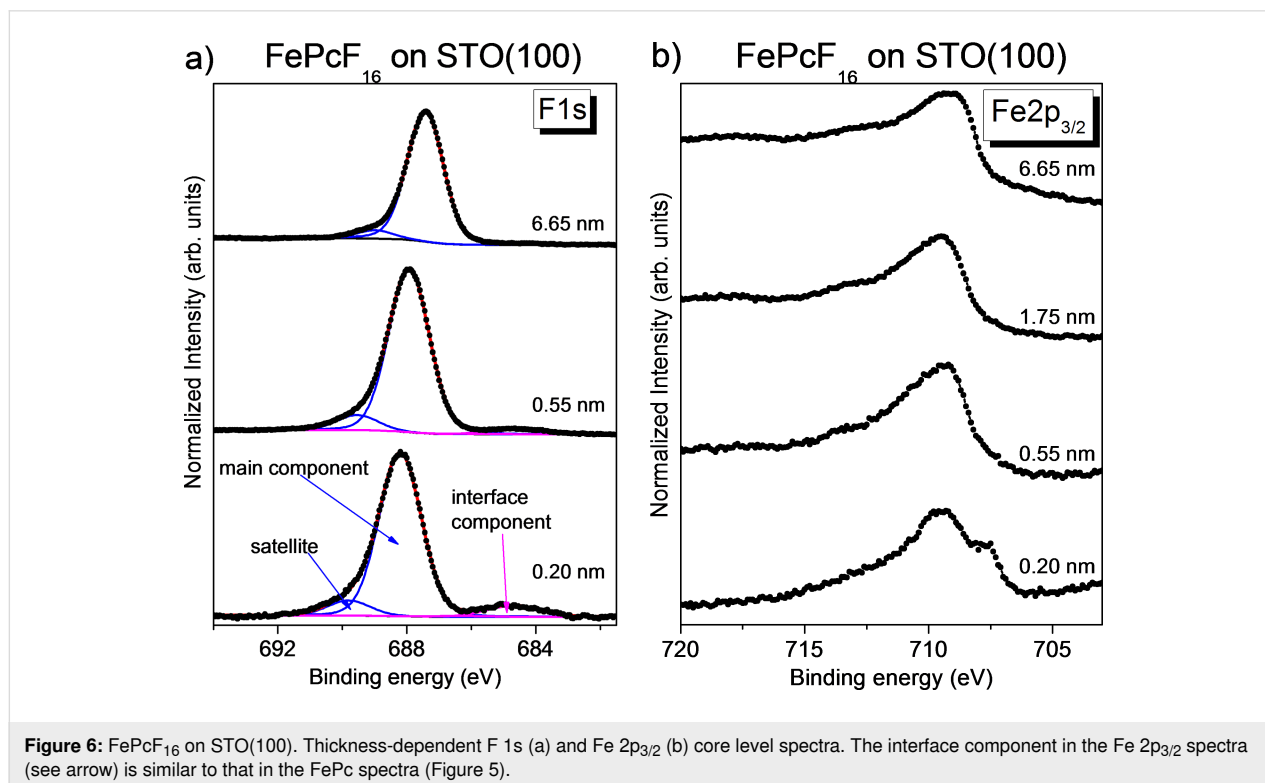 a) FePcF16 on STO(100)
F1s
Normalized Intensity (arb. units)
6.65 nm
0.55 nm
main component
interface
component
satellite
0.20 nm
692 688 684
Binding energy (eV)
b) FePcF16 on STO(100)
Fe2p3/2
Normalized Intensity (arb. units)
6.65 nm
1.75 nm
0.55 nm
0.20 nm
720 715 710 705
Binding energy (eV)
Figure 6: FePcF16 on STO(100). Thickness-dependent F 1s (a) and Fe 2p3/2 (b) core level spectra. The interface component in the Fe 2p3/2 spectra
(see arrow) is similar to that in the FePc spectra (Figure 5).